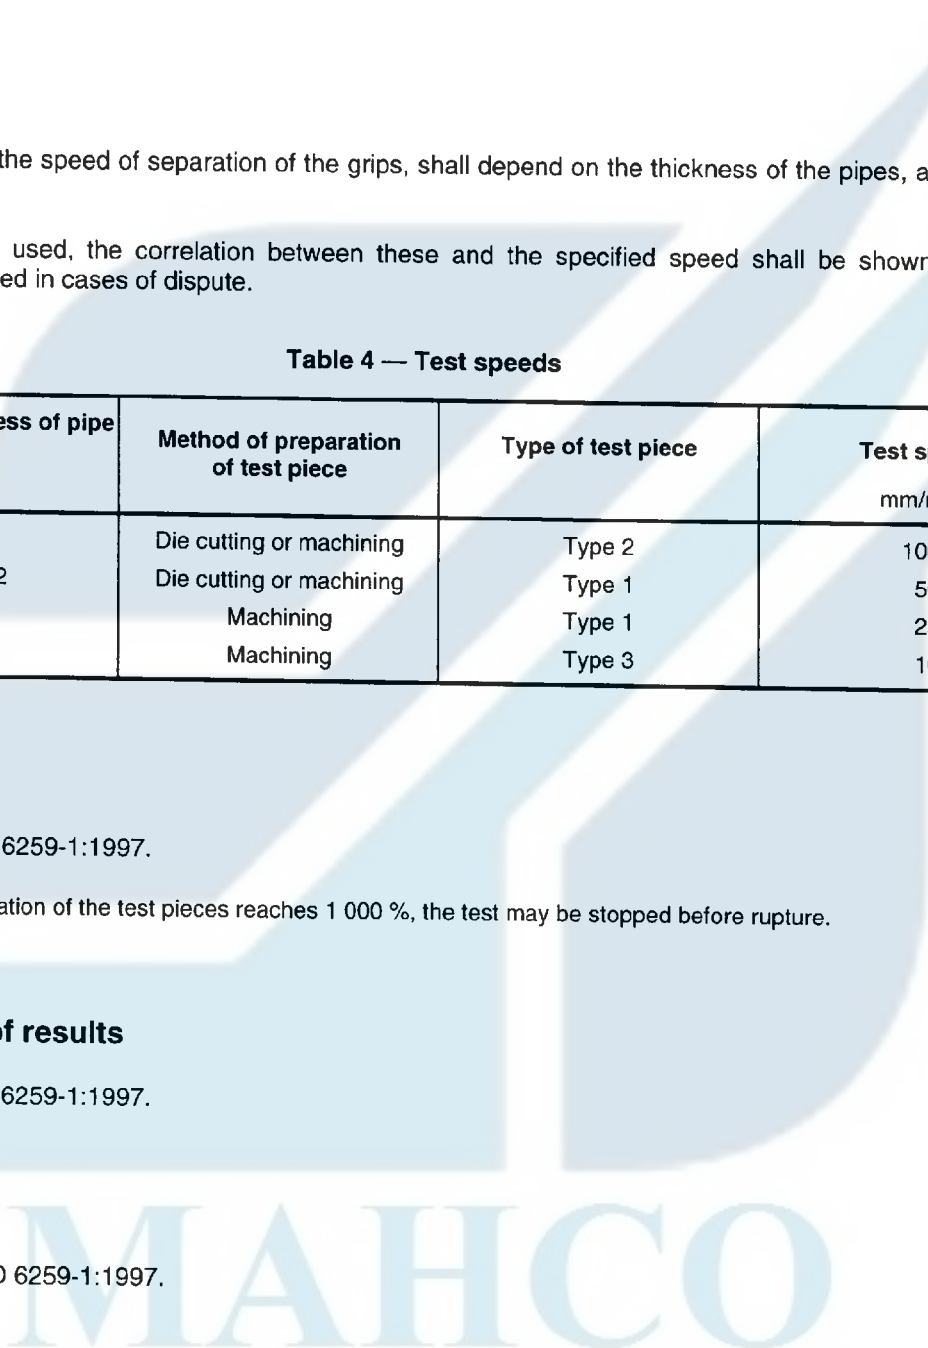 the speed of separation of the grips, shall depend on the thickness of the pipes, a
used, the correlation between these and the specified speed shall be shown
ed in cases of dispute.
Table 4 — Test speeds
ess of pipe
Method of preparation
of test piece
Type of test piece
Test s
mm/
Die cutting or machining
Type 2
10
2
Die cutting or machining
Type 1
5
Machining
Type 1
2
Machining
Type 3
1
6259-1:1997.
ation of the test pieces reaches 1 000 %, the test may be stopped before rupture.
of results
6259-1:1997.
6259-1:1997.
MAHCO